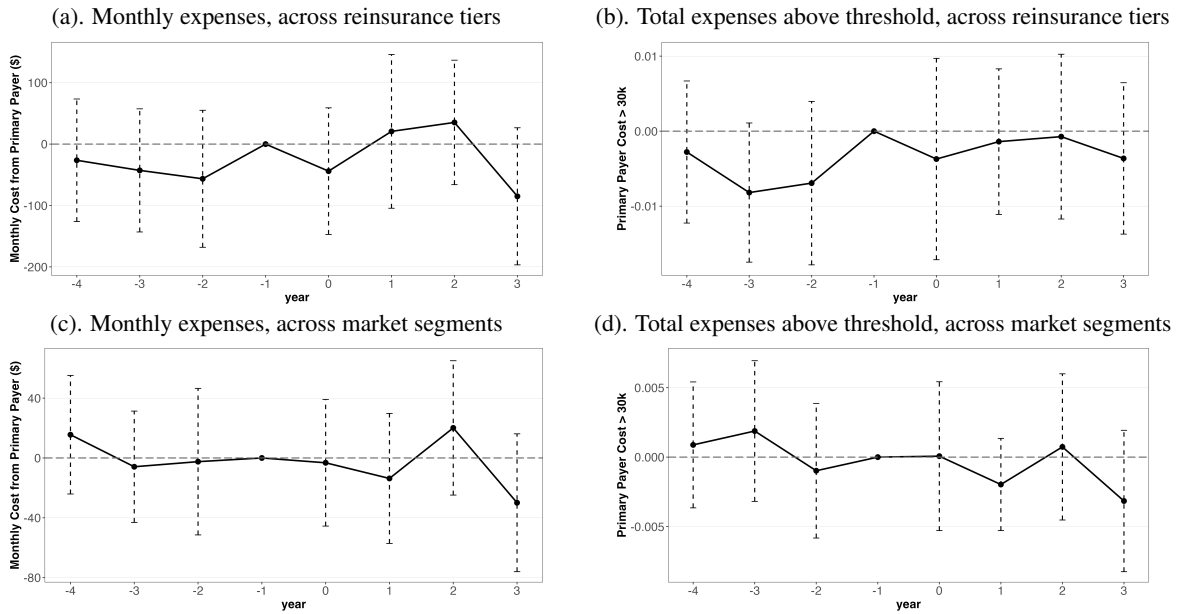 (a). Monthly expenses, across reinsurance tiers
Monthly Cost from Primary Payer ($)
100
0
-100
-200
-4 -3 -2 -1 0 1 2 3
year
(b). Total expenses above threshold, across reinsurance tiers
Primary Payer Cost > 30k
0.01
0.00
-0.01
-4 -3 -2 -1 0 1 2 3
year
(c). Monthly expenses, across market segments
Monthly Cost from Primary Payer ($)
40
0
-40
-80
-4 -3 -2 -1 0 1 2 3
year
(d). Total expenses above threshold, across market segments
Primary Payer Cost > 30k
0.005
0.000
-0.005
-4 -3 -2 -1 0 1 2 3
year